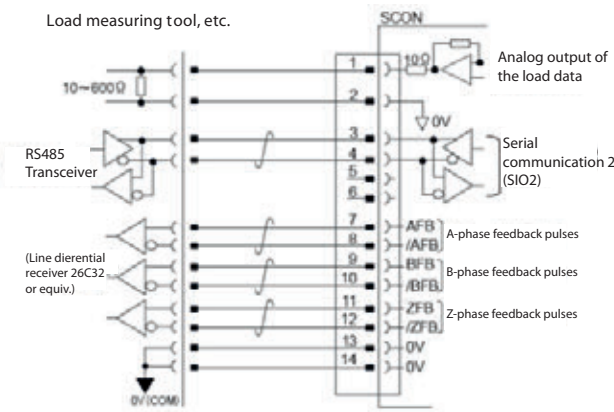 Load measuring tool, etc.
SCON
1
10Ω
Analog output of
the load data
10~600Ω
2
0V
3
RS485
Transceiver
4
Serial
communication 2
(SIO2)
5
6
7
AFB
A-phase feedback pulses
8
/AFB
(Line dierential
receiver 26C32
or equiv.)
9
BFB
B-phase feedback pulses
10
/BFB
11
ZFB
Z-phase feedback pulses
12
/ZFB
13
0V
14
0V
0V(COM)